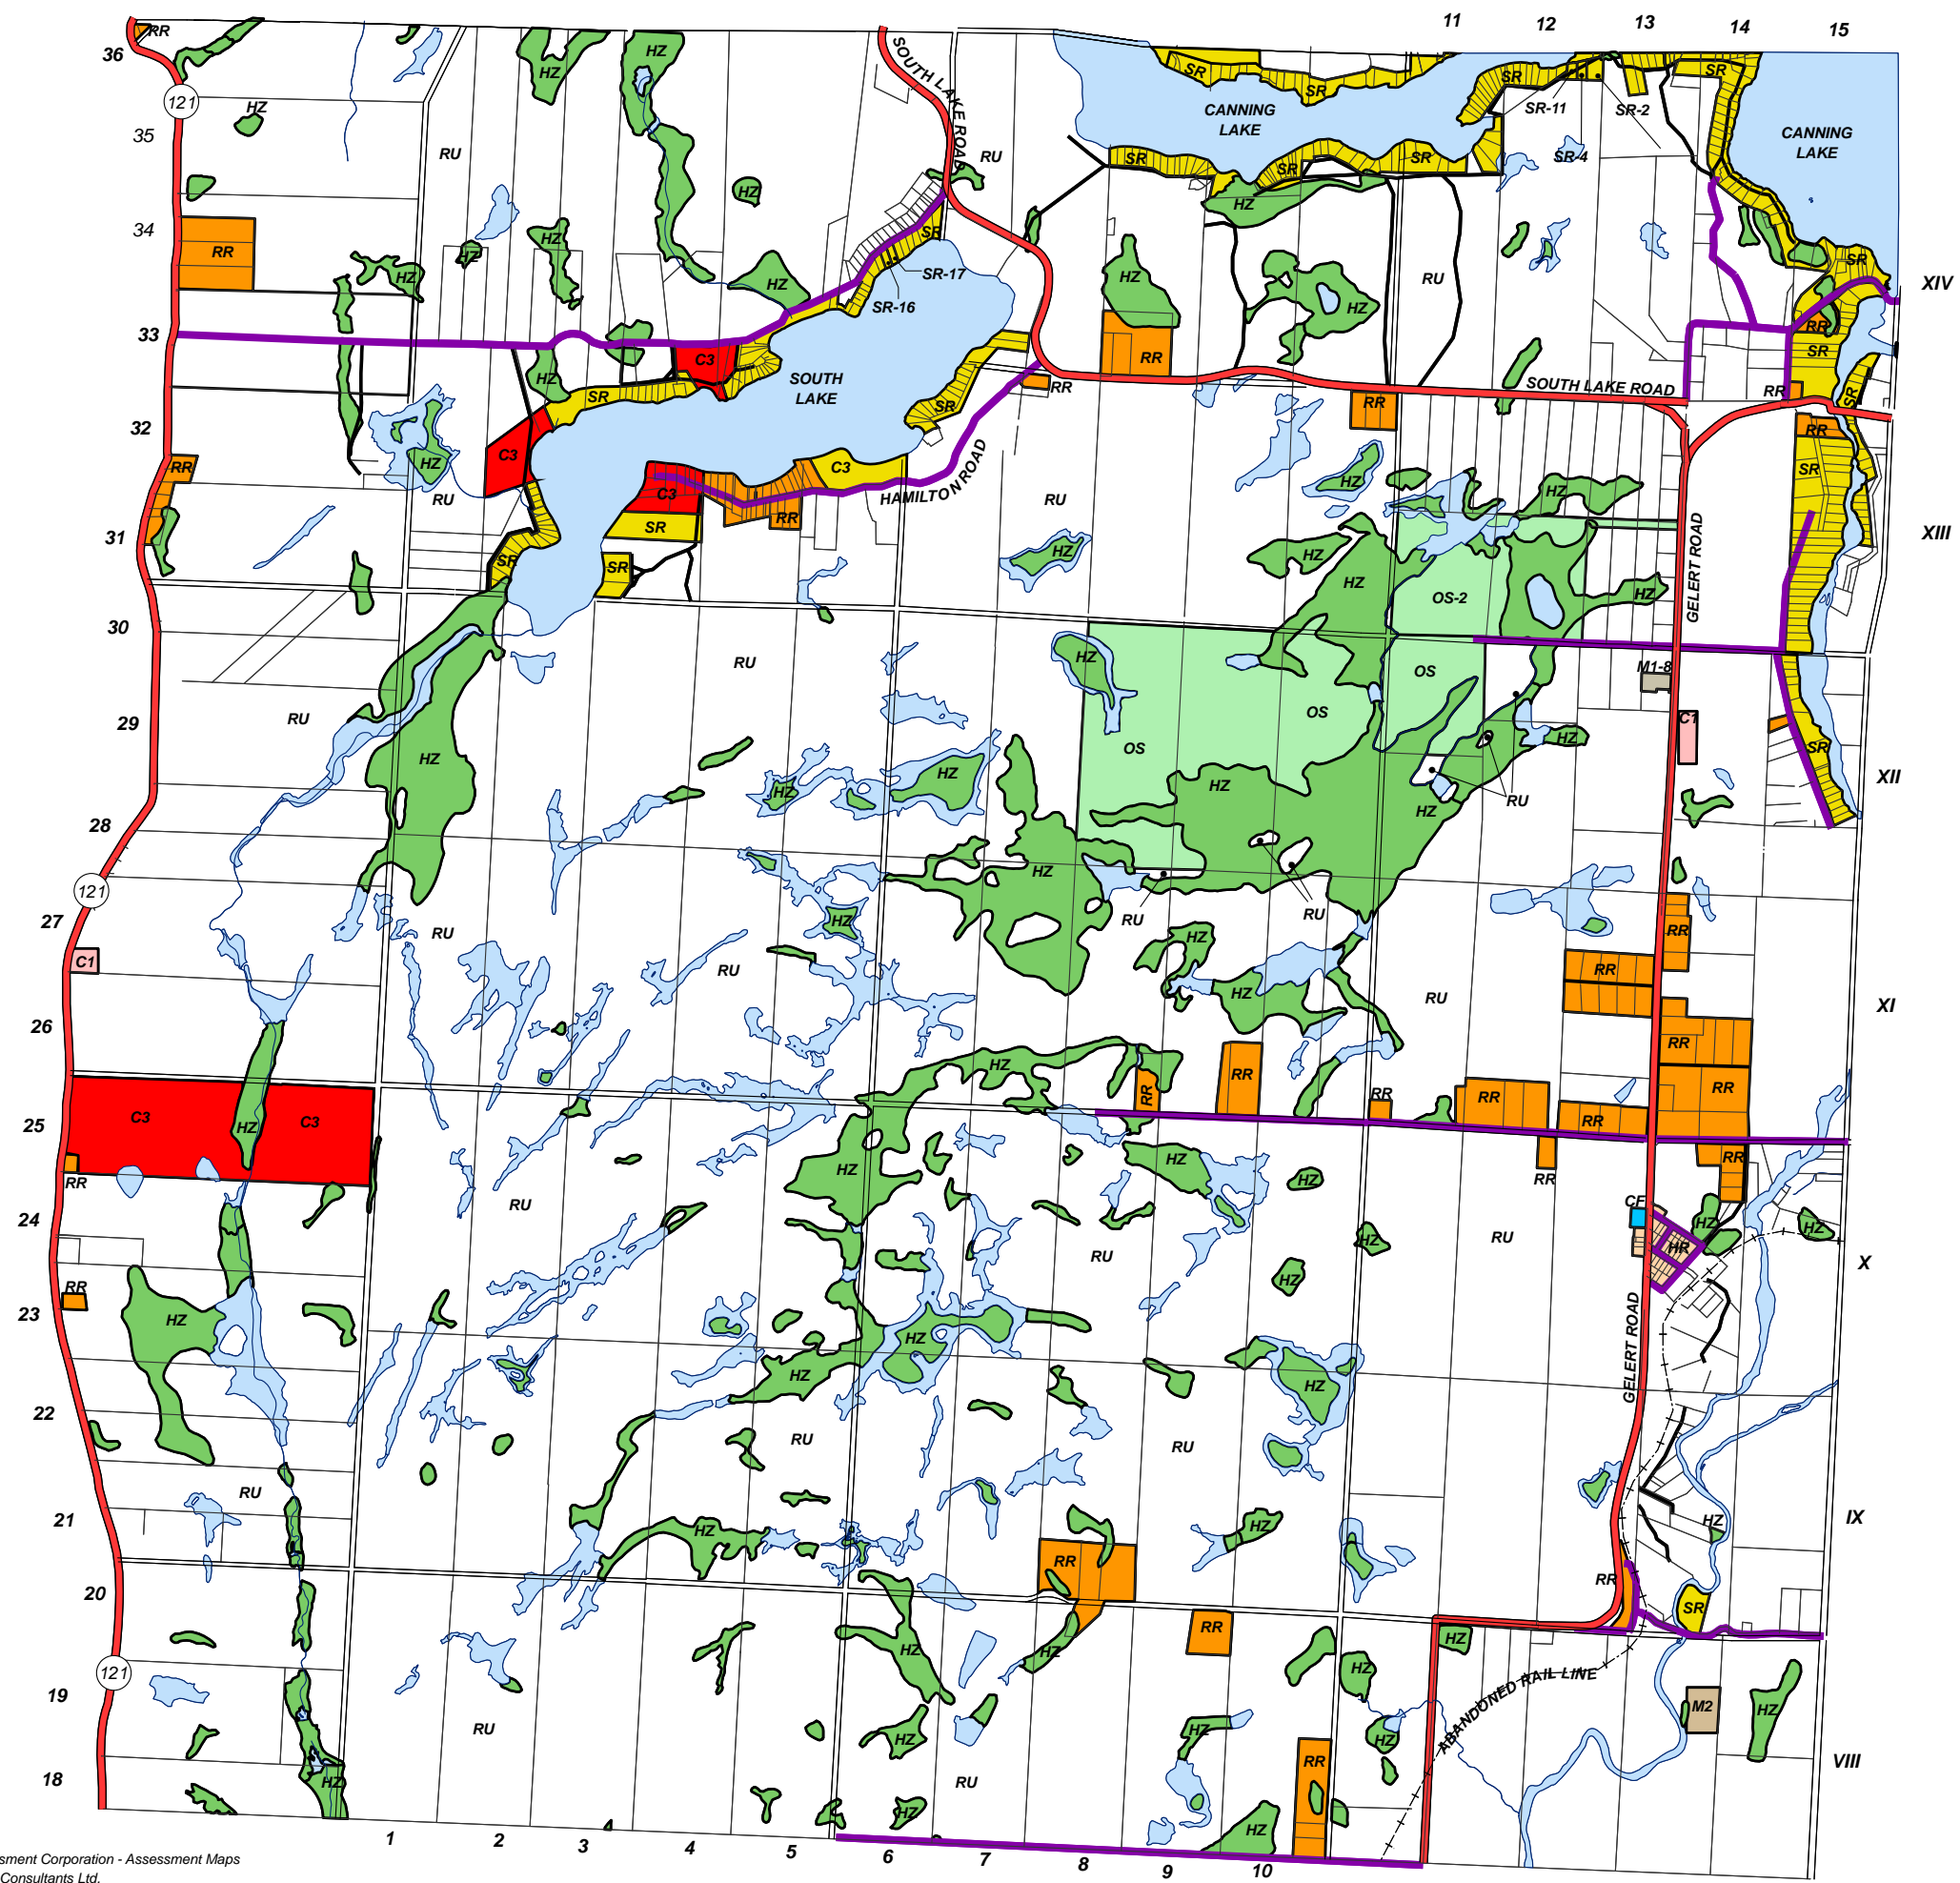 11
12
13
14
15
36
RR
HZ
HZ
SOUTH LAKE ROAD
SR
SR
SR
SR
121
HZ
CANNING
LAKE
SR-11
SR-2
CANNING
LAKE
35
RU
RU
SR
SR
SR
SR-4
HZ
HZ
34
RR
HZ
HZ
SR
HZ
SR
HZ
HZ
SR-17
HZ
RU
XIV
SR-16
HZ
33
C3
RR
RR
SR
HZ
SOUTH
LAKE
RR
SOUTH LAKE ROAD
RR
SR
SR
SR
RR
32
C3
HZ
RR
C3
RR
SR
RU
C3
HAMILTON ROAD
RU
HZ
HZ
31
SR
RR
GELERT ROAD
XIII
SR
SR
HZ
HZ
HZ
OS-2
HZ
30
RU
HZ
M1-8
OS
RU
29
OS
C1
HZ
OS
HZ
SR
HZ
HZ
HZ
XII
RU
HZ
28
HZ
121
27
HZ
RU
RU
RU
HZ
RR
C1
RU
RR
HZ
RU
XI
26
RR
HZ
RR
RR
RR
RR
RR
C3
C3
HZ
RR
25
HZ
HZ
RR
RR
HZ
RR
24
RU
CF
HZ
HZ
RU
HZ
RU
HR
X
RR
HZ
23
HZ
HZ
GELERT ROAD
HZ
HZ
22
RU
RU
RU
IX
21
HZ
HZ
HZ
RR
20
RR
SR
RR
HZ
HZ
HZ
121
HZ
ABANDONED RAIL LINE
19
RU
HZ
M2
HZ
HZ
RR
VIII
18
HZ
RU
HZ
HZ
1
2
3
4
4
5
6
7
8
9
10
sment Corporation - Assessment Maps
Consultants Ltd.